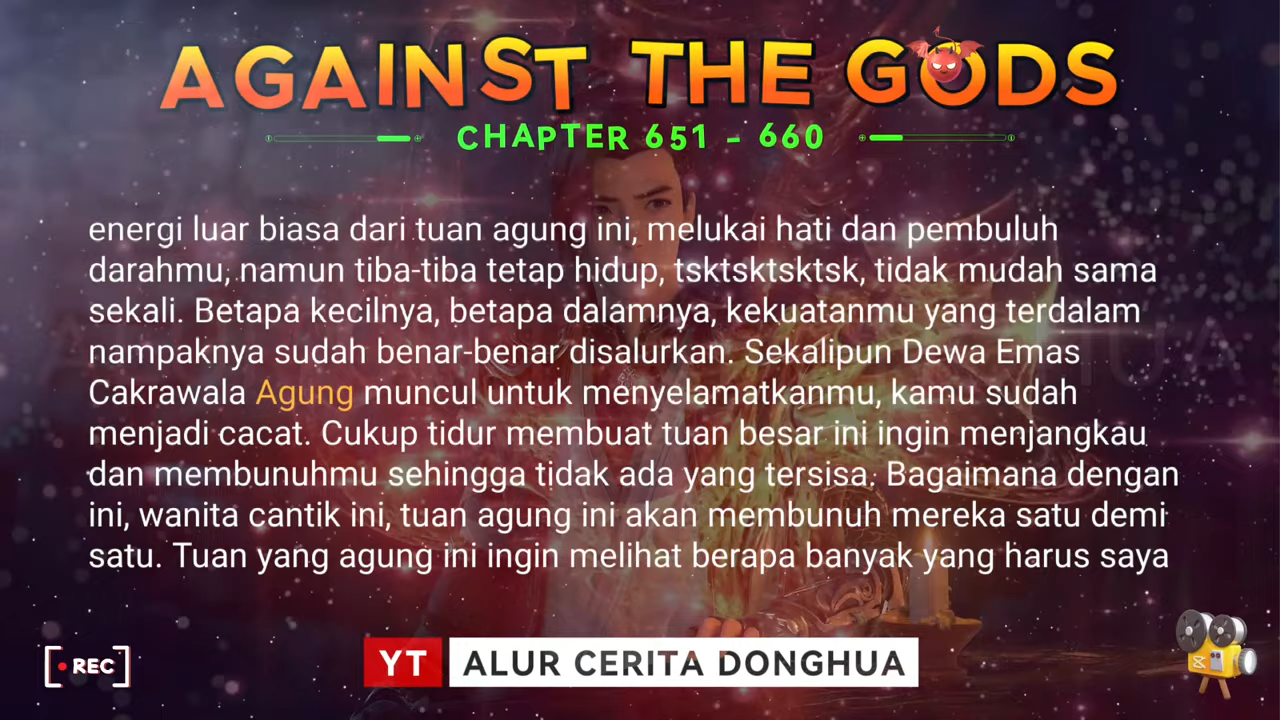 AGAINST THE GODS
CHAPTER 651 - 660
energi luar biasa dari tuan agung ini, melukai hati dan pembuluh
darahmu, namun tiba-tiba tetap hidup, tsktsktsktsk, tidak mudah sama
sekali. Betapa kecilnya, betapa dalamnya, kekuatanmu yang terdalam
nampaknya sudah benar-benar disalurkan. Sekalipun Dewa Emas
Cakrawala Agung muncul untuk menyelamatkanmu, kamu sudah
menjadi cacat. Cukup tidur membuat tuan besar ini ingin menjangkau
dan membunuhmu sehingga tidak ada yang tersisa. Bagaimana dengan
ini, wanita cantik ini, tuan agung ini akan membunuh mereka satu demi
satu. Tuan yang agung ini ingin melihat berapa banyak yang harus saya
REC
YT ALUR CERITA DONGHUA